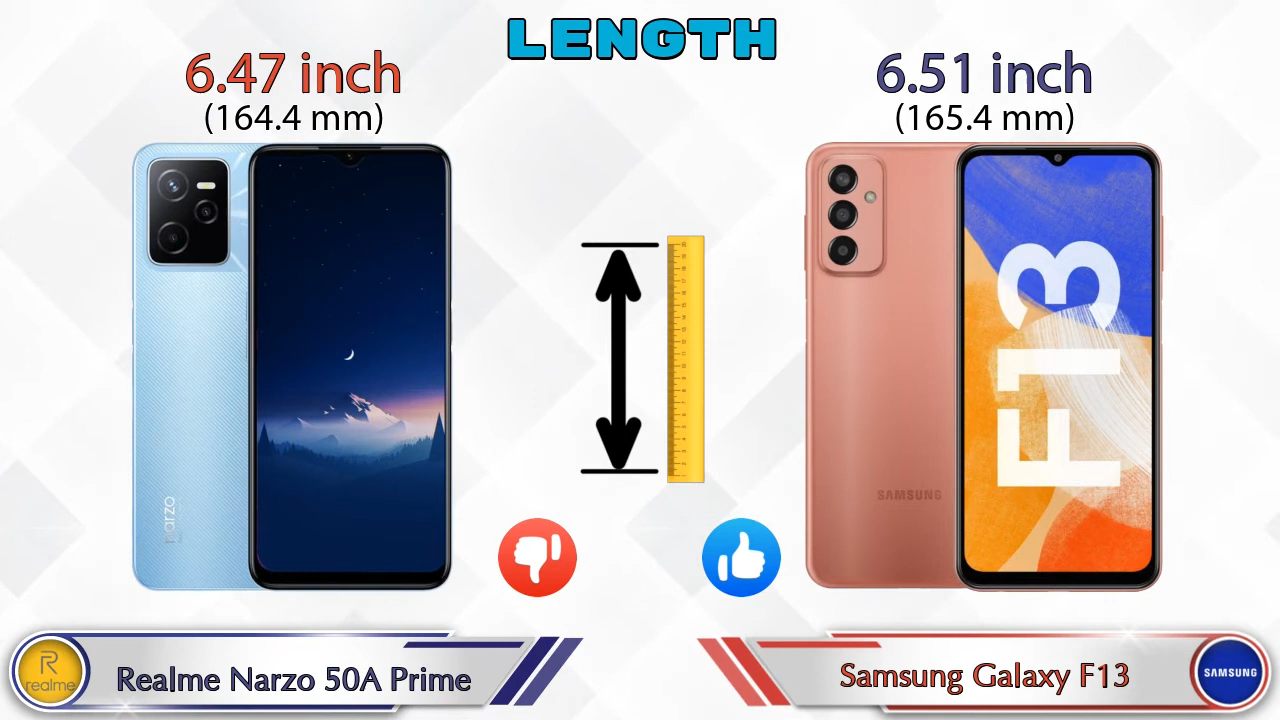 LENGTH
6.47 inch
(164.4 mm)
6.51 inch
(165.4 mm)
narzo
F13
SAMSUNG
R
realme
Realme Narzo 50A Prime
Samsung Galaxy F13
SAMSUNG